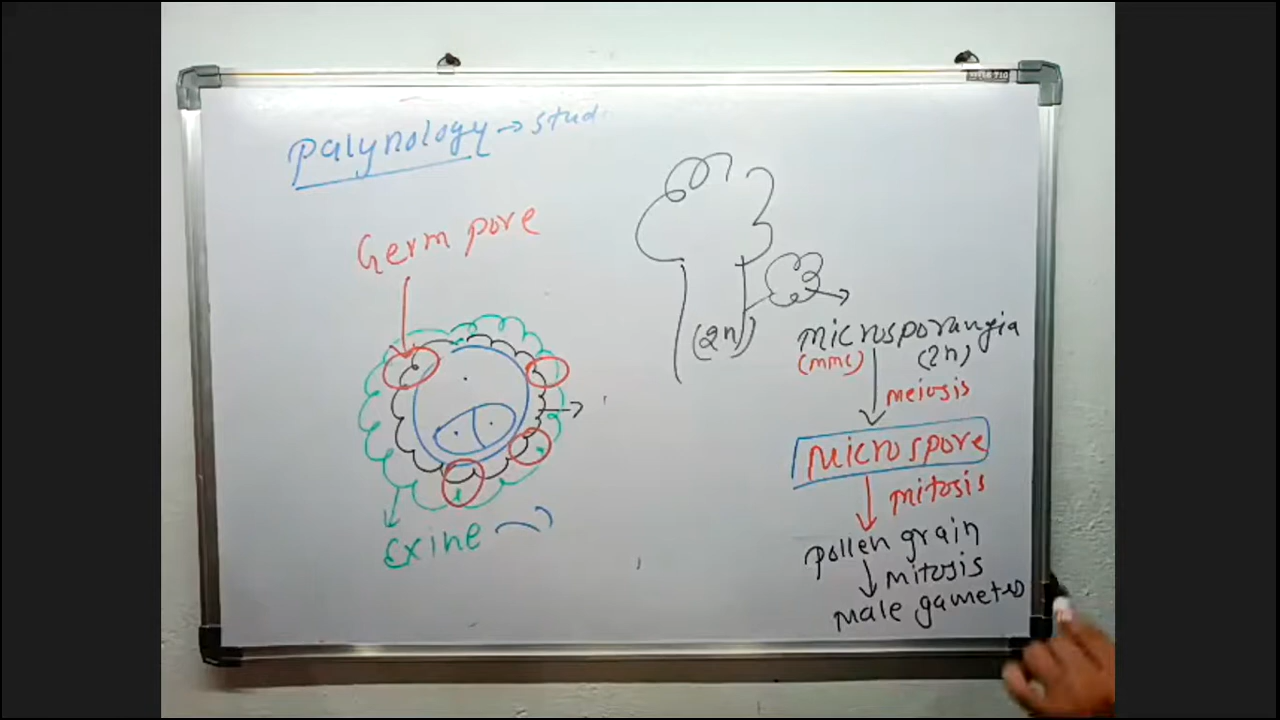 Palynology → stud
Germ pore
Exine
(2n)
microsporangia
(mmc)
(2n)
meiosis
Microspore
mitosis
pollen grain
mitosis
male gametes